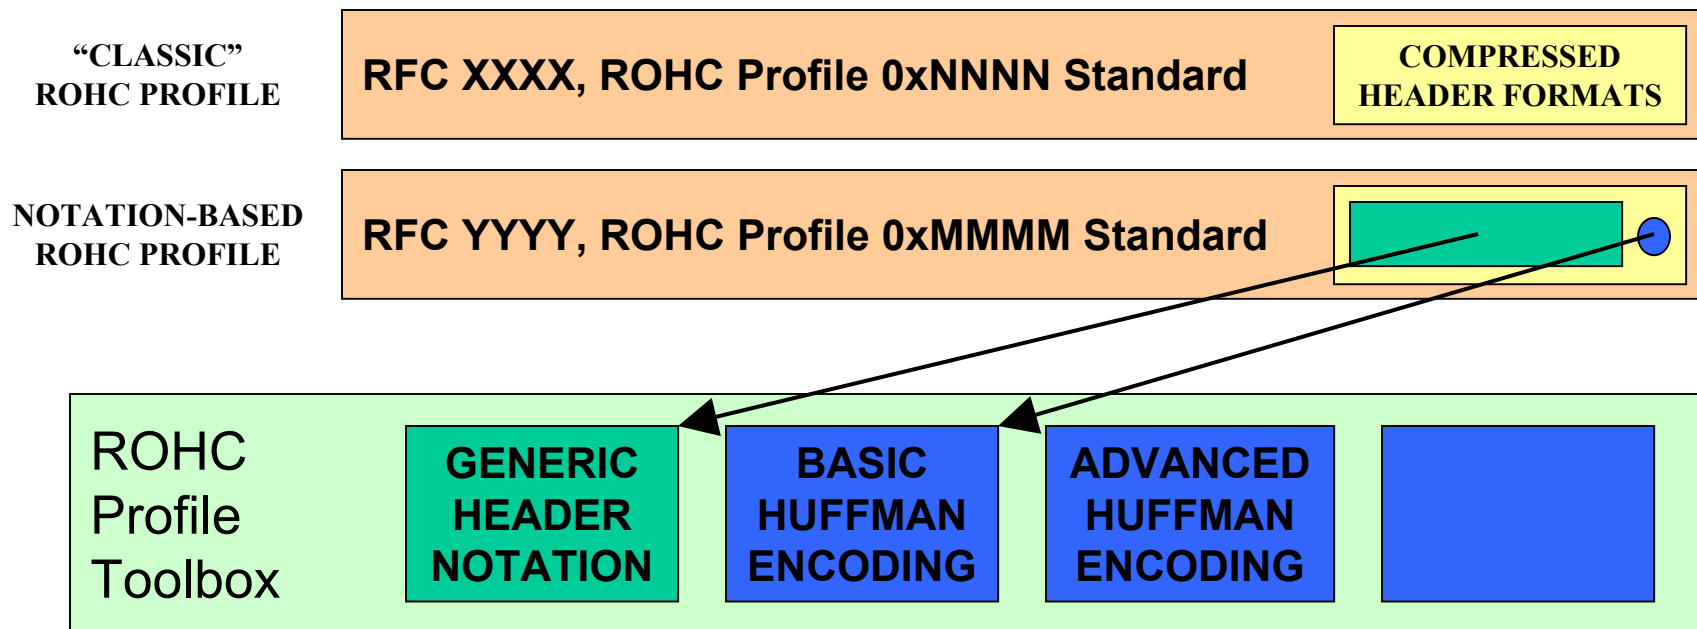 “CLASSIC”
ROHC PROFILE
RFC XXXX, ROHC Profile 0xNNNN Standard
COMPRESSED
HEADER FORMATS
NOTATION-BASED
ROHC PROFILE
RFC YYYY, ROHC Profile 0xMMMM Standard
ROHC
Profile
Toolbox
GENERIC
HEADER
NOTATION
BASIC
HUFFMAN
ENCODING
ADVANCED
HUFFMAN
ENCODING